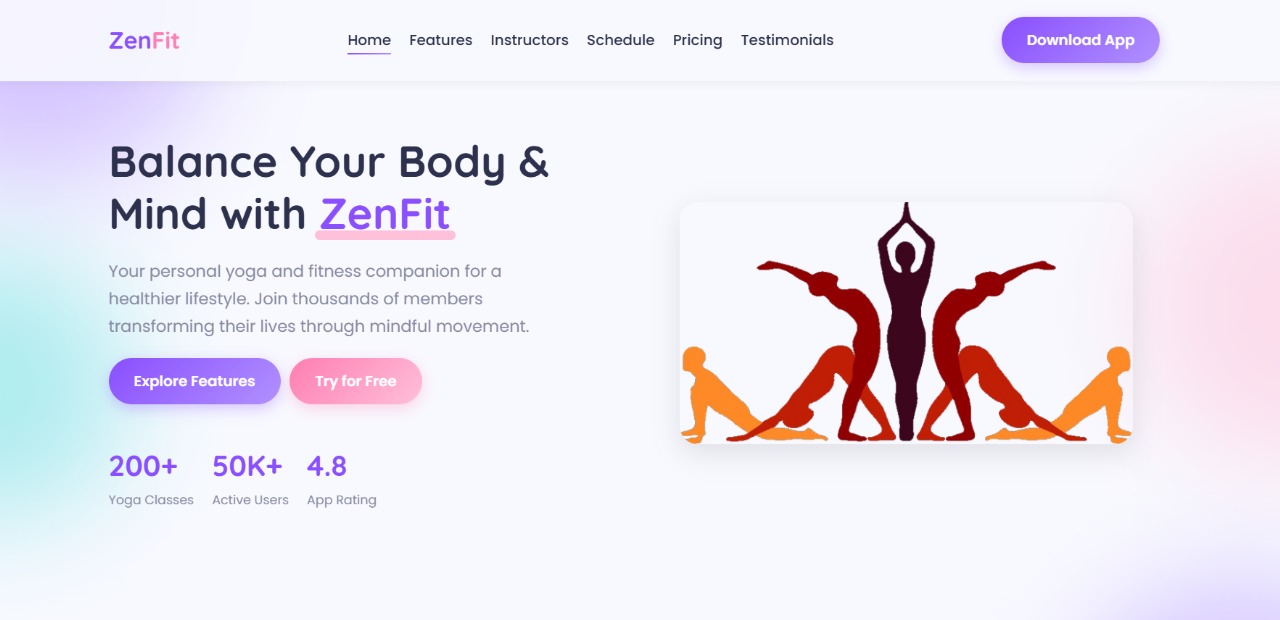 ZenFit
Home
Features
Instructors
Schedule
Pricing
Testimonials
Download App
Balance Your Body &
Mind with ZenFit
Your personal yoga and fitness companion for a
healthier lifestyle. Join thousands of members
transforming their lives through mindful movement.
Explore Features
Try for Free
200+
Yoga Classes
50K+
Active Users
4.8
App Rating